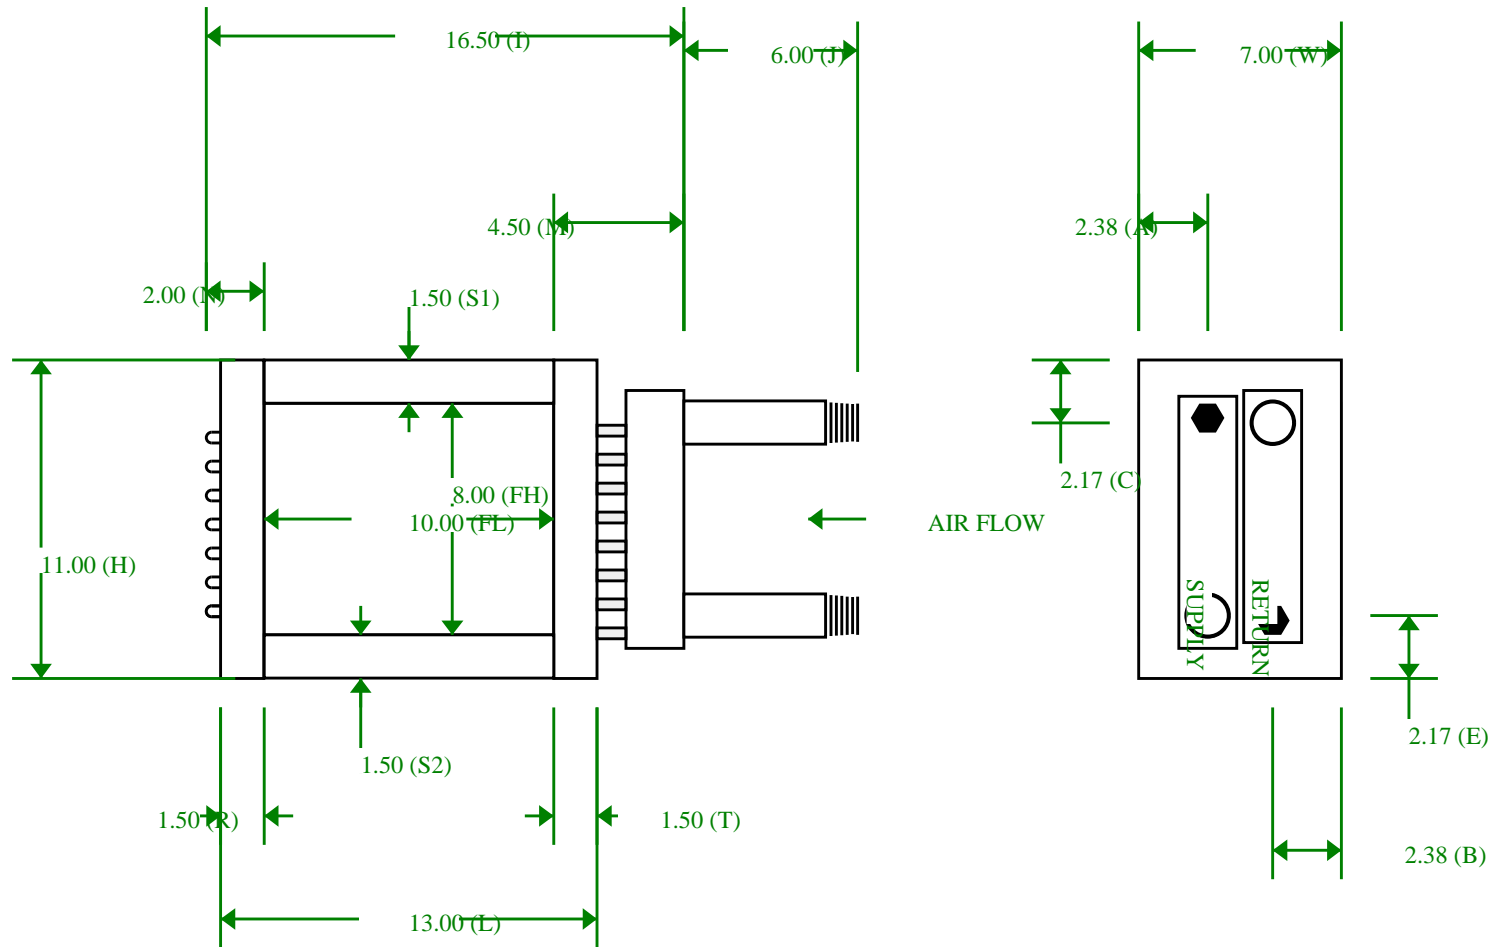 16.50 (I)
6.00 (J)
7.00 (W)
4.50 (M)
2.38 (A)
2.00 (N)
1.50 (S1)
2.17 (C)
8.00 (FH)
10.00 (FL)
AIR FLOW
11.00 (H)
SUPPLY
RETURN
2.17 (E)
1.50 (S2)
1.50 (R)
1.50 (T)
2.38 (B)
13.00 (L)